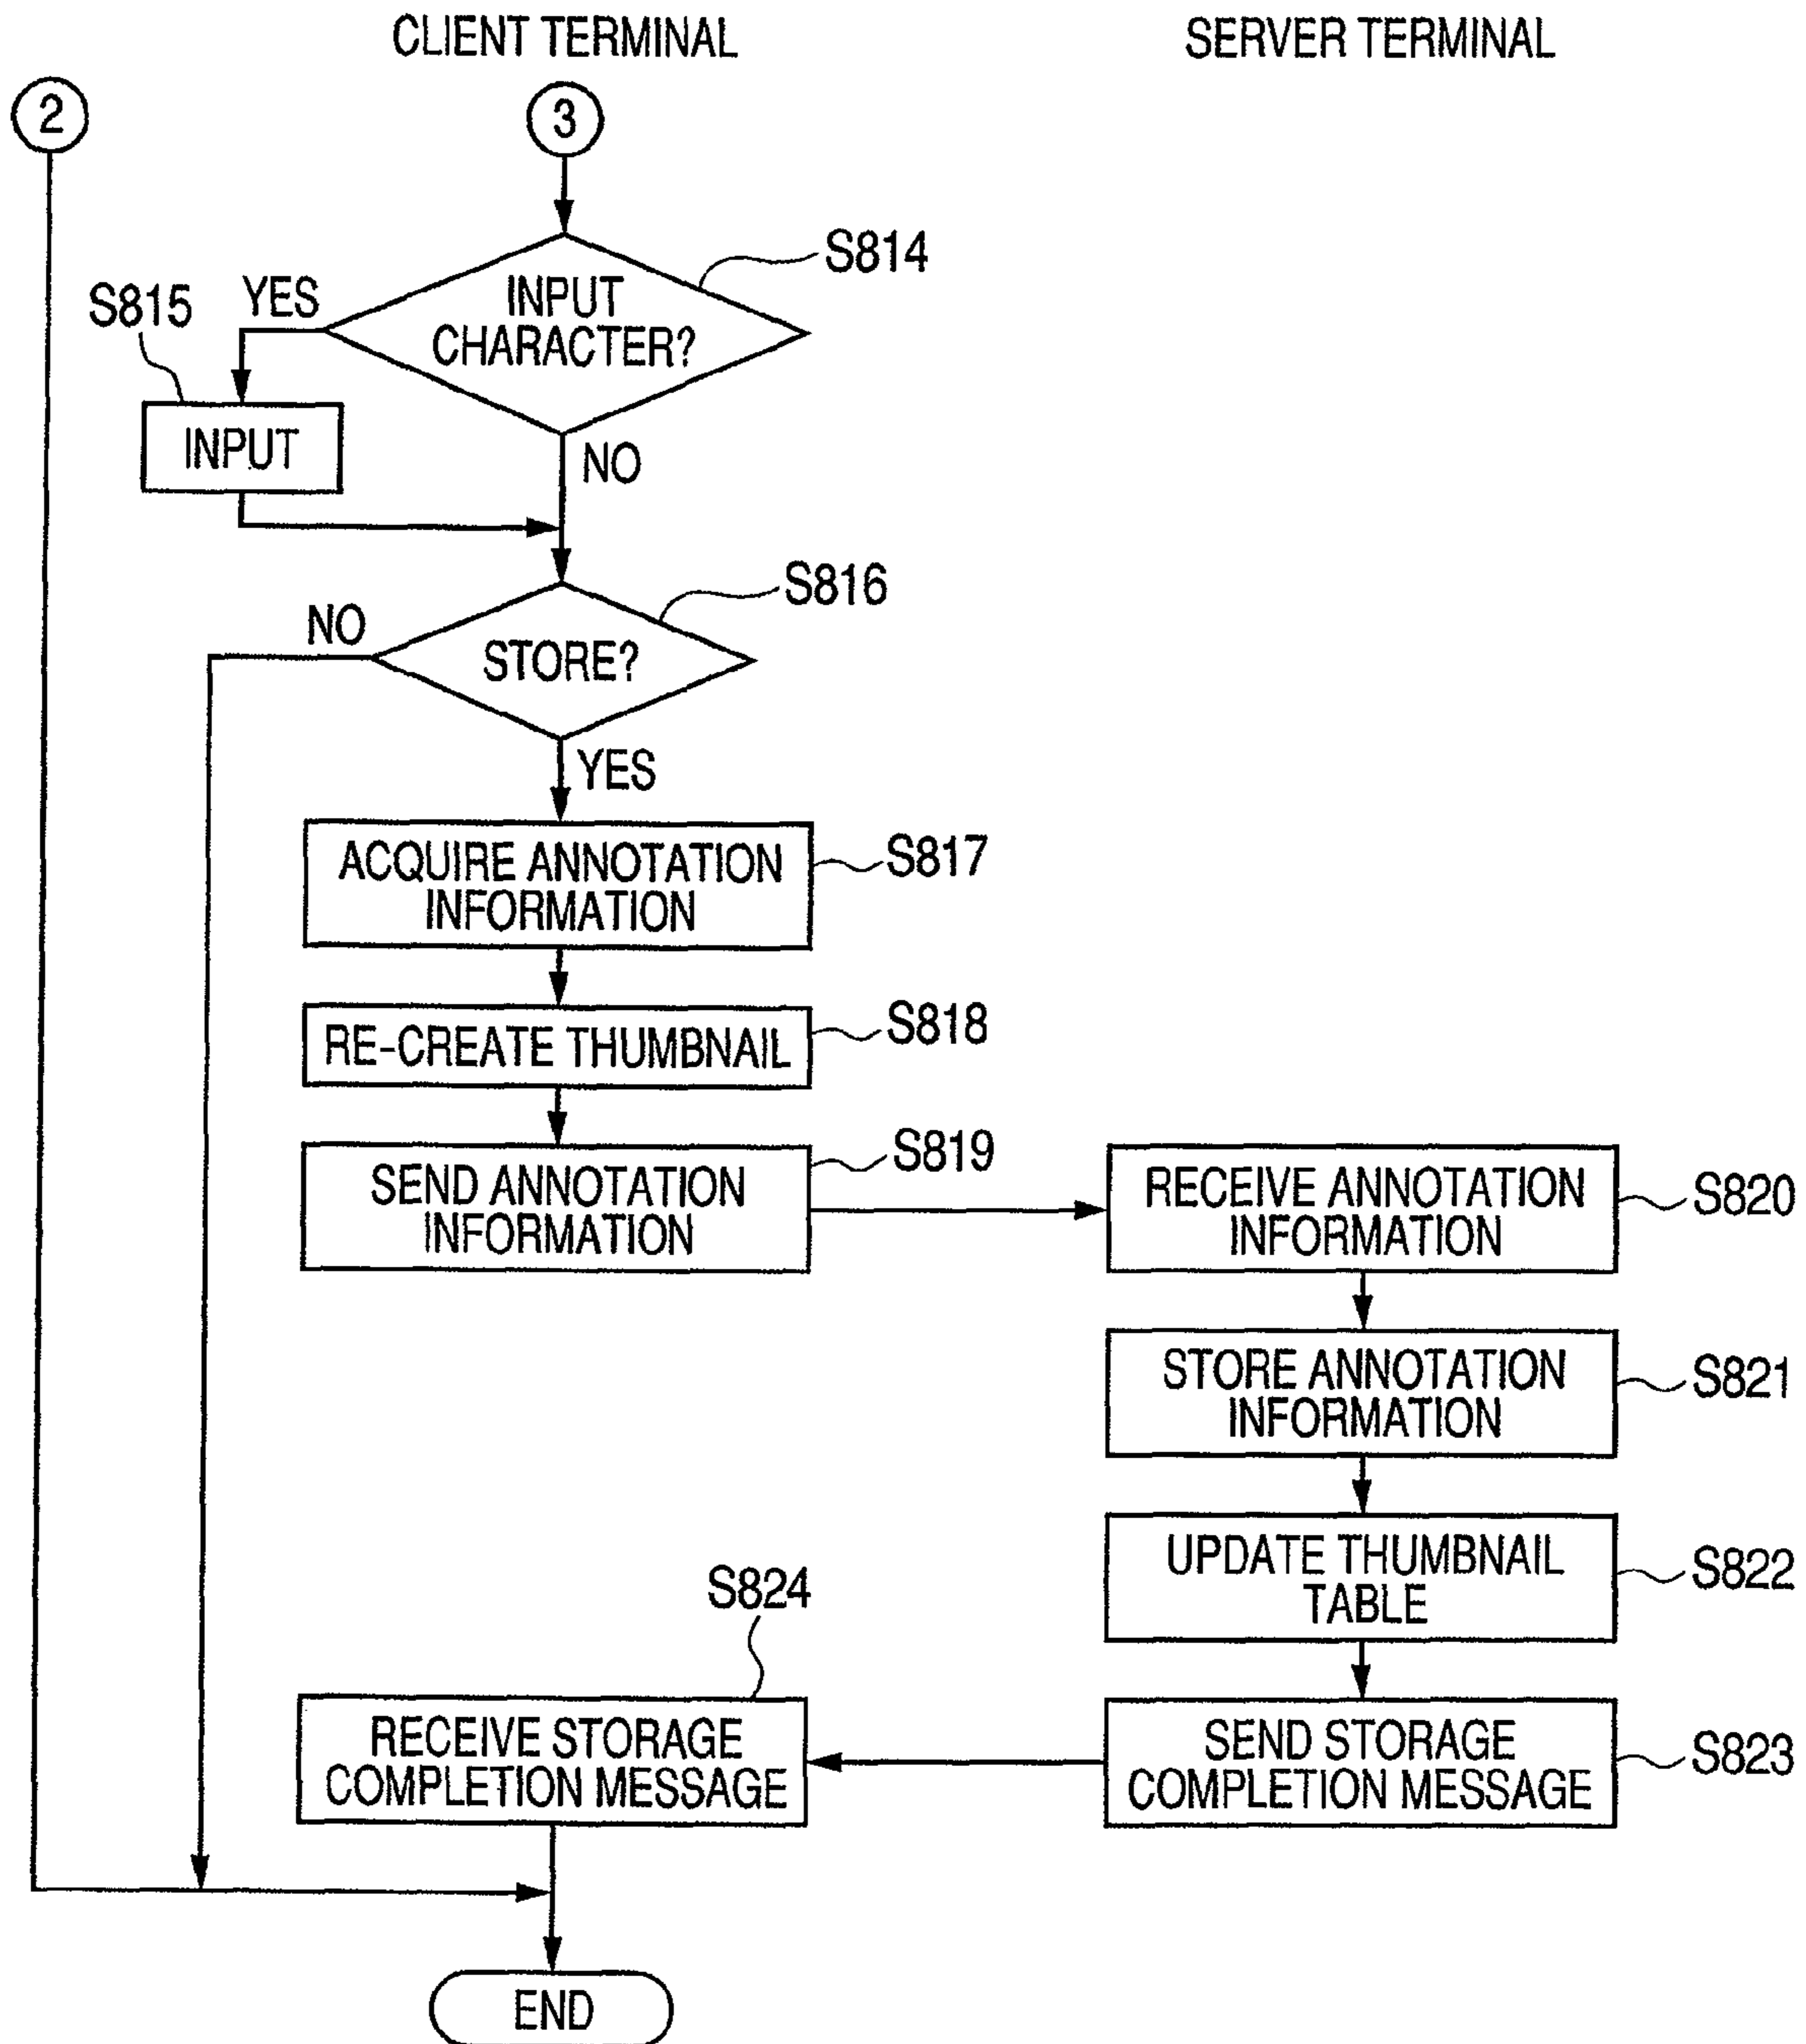 CLIENT TERMINAL
SERVER TERMINAL
2
3
S814
INPUT
CHARACTER?
YES
S815
INPUT
NO
S816
NO
STORE?
YES
ACQUIRE ANNOTATION
INFORMATION
S817
RE-CREATE THUMBNAIL
S818
SEND ANNOTATION
INFORMATION
S819
RECEIVE ANNOTATION
INFORMATION
S820
STORE ANNOTATION
INFORMATION
S821
UPDATE THUMBNAIL
TABLE
S822
S824
RECEIVE STORAGE
COMPLETION MESSAGE
SEND STORAGE
COMPLETION MESSAGE
S823
END